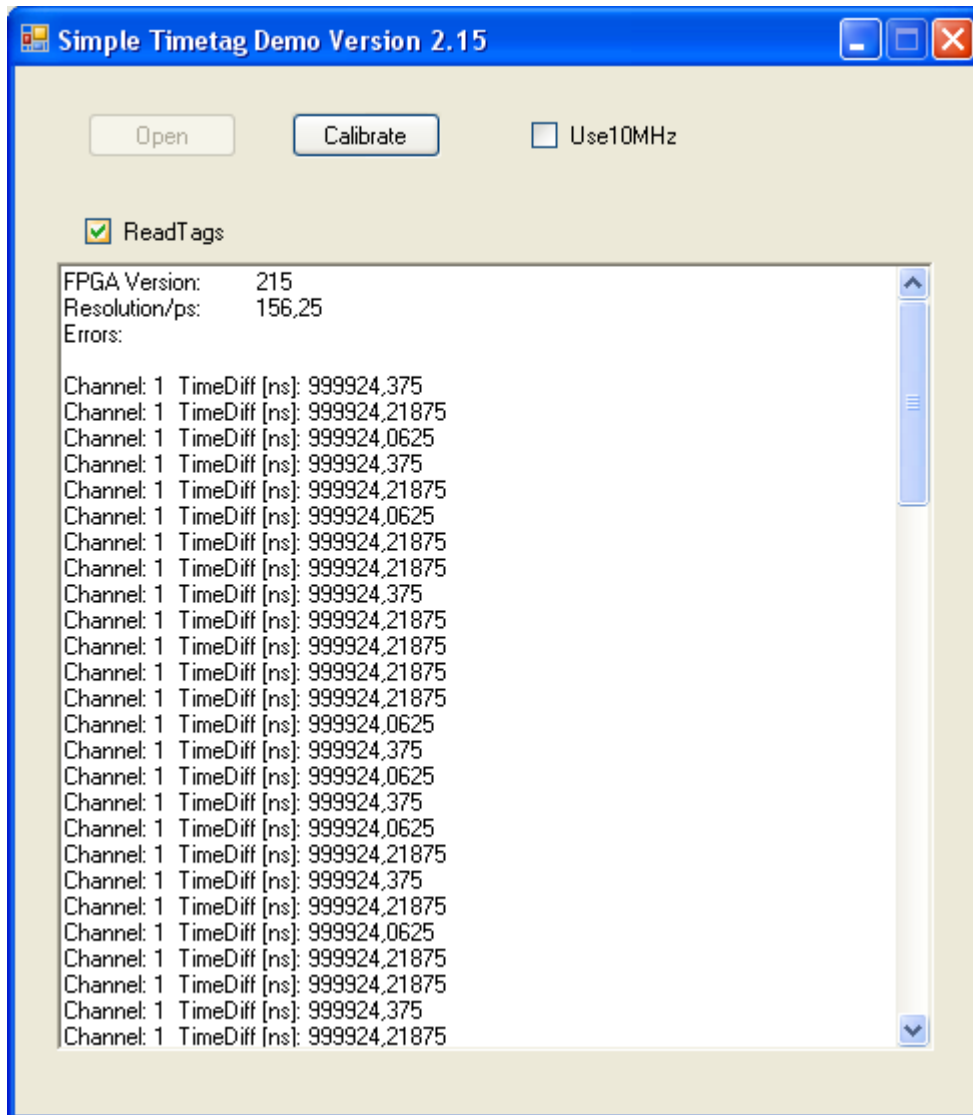 Simple Timetag Demo Version 2.15
Open Calibrate Use10MHz
ReadTags
FPGA Version: 215
Resolution/ps: 156,25
Errors:
Channel: 1 TimeDiff [ns]: 999924,375
Channel: 1 TimeDiff [ns]: 999924,21875
Channel: 1 TimeDiff [ns]: 999924,0625
Channel: 1 TimeDiff [ns]: 999924,375
Channel: 1 TimeDiff [ns]: 999924,21875
Channel: 1 TimeDiff [ns]: 999924,0625
Channel: 1 TimeDiff [ns]: 999924,21875
Channel: 1 TimeDiff [ns]: 999924,21875
Channel: 1 TimeDiff [ns]: 999924,375
Channel: 1 TimeDiff [ns]: 999924,21875
Channel: 1 TimeDiff [ns]: 999924,21875
Channel: 1 TimeDiff [ns]: 999924,21875
Channel: 1 TimeDiff [ns]: 999924,21875
Channel: 1 TimeDiff [ns]: 999924,0625
Channel: 1 TimeDiff [ns]: 999924,375
Channel: 1 TimeDiff [ns]: 999924,0625
Channel: 1 TimeDiff [ns]: 999924,375
Channel: 1 TimeDiff [ns]: 999924,0625
Channel: 1 TimeDiff [ns]: 999924,21875
Channel: 1 TimeDiff [ns]: 999924,375
Channel: 1 TimeDiff [ns]: 999924,21875
Channel: 1 TimeDiff [ns]: 999924,0625
Channel: 1 TimeDiff [ns]: 999924,21875
Channel: 1 TimeDiff [ns]: 999924,21875
Channel: 1 TimeDiff [ns]: 999924,375
Channel: 1 TimeDiff [ns]: 999924,21875